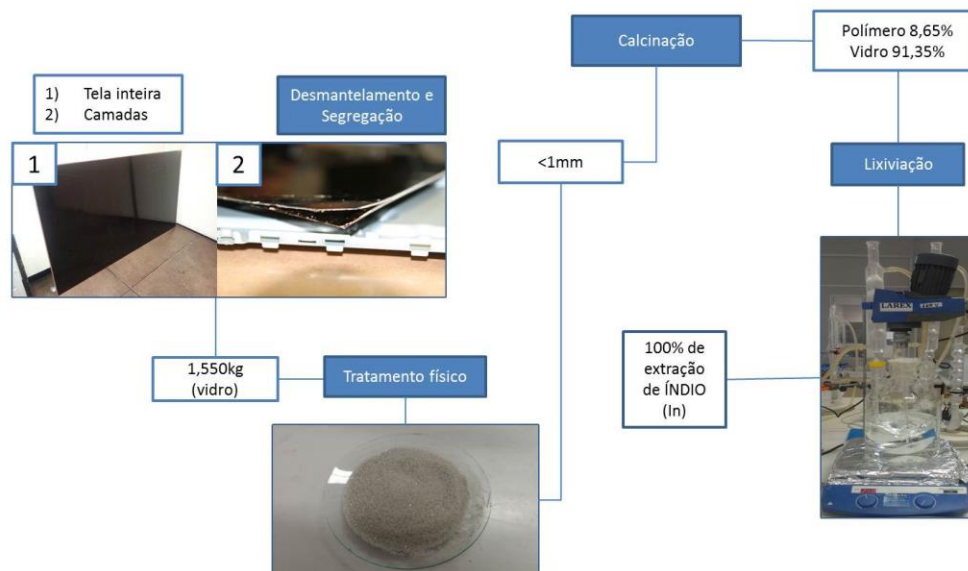 1) Tela inteira
2) Camadas
Desmantelamento e
Segregação
1
2
1,550kg
(vidro)
Tratamento físico
<1mm
Calcinação
Polímero 8,65%
Vidro 91,35%
Lixiviação
LAREX
100% de
extração
de ÍNDIO
(In)